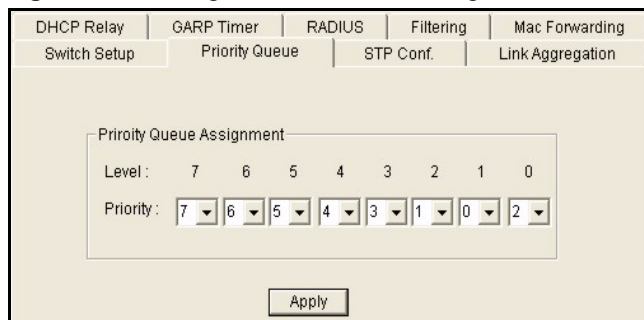 DHCP Relay GARP Timer RADIUS Filtering Mac Forwarding
Switch Setup Priority Queue STP Conf. Link Aggregation
Prirority Queue Assignment
Level : 7 6 5 4 3 2 1 0
Priority : 7 6 5 4 3 1 0 2
Apply